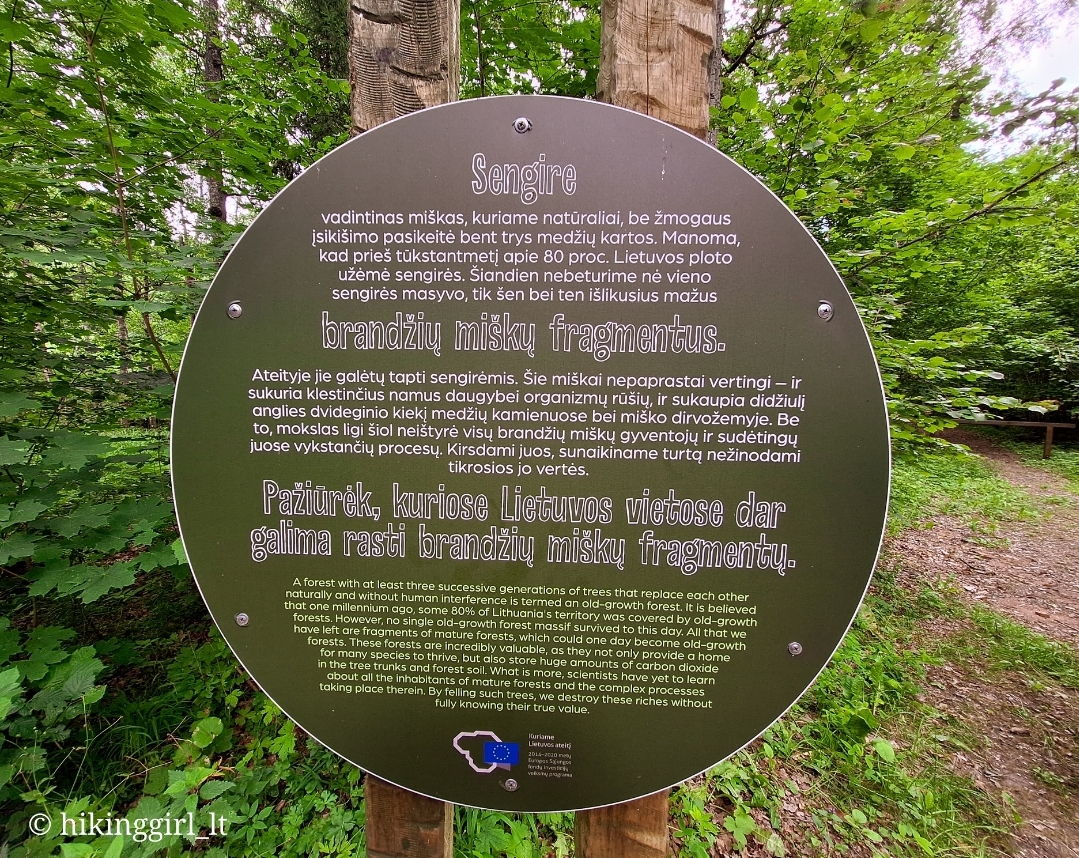 Sengirė
vadintinas miškas, kuriame natūraliai, be žmogaus
įsikišimo pasikeitė bent trys medžių kartos. Manoma,
kad prieš tūkstantmetį apie 80 proc. Lietuvos ploto
užėmė sengirės. Šiandien nebeturime nė vieno
sengirės masyvo, tik šen bei ten išlikusius mažus
brandžių miškų fragmentus.
Ateityje jie galėtų tapti sengirėmis. Šie miškai nepaprastai vertingi – ir
sukuria klestinčius namus daugybei organizmų rūšių, ir sukaupia didžiulį
anglies dvideginio kiekį medžių kamienuose bei miško dirvožemyje. Be
to, mokslas ligi šiol neištyrė visų brandžių miškų gyventojų ir sudėtingų
juose vykstančių procesų. Kirsdami juos, sunaikiname turtą nežinodami
tikrosios jo vertės.
Pažiūrėk, kuriose Lietuvos vietose dar
galima rasti brandžių miškų fragmentų.
A forest with at least three successive generations of trees that replace each other
naturally and without human interference is termed an old-growth forest. It is believed
that one millennium ago, some 80% of Lithuania's territory was covered by old-growth
forests. However, no single old-growth forest massif survived to this day. All that we
have left are fragments of mature forests, which could one day become old-growth
forests. These forests are incredibly valuable, as they not only provide a home
for many species to thrive, but also store huge amounts of carbon dioxide
in the tree trunks and forest soil. What is more, scientists have yet to learn
about all the inhabitants of mature forests and the complex processes
taking place therein. By felling such trees, we destroy these riches without
fully knowing their true value.
Kuriame
Lietuvos ateitį
2014–2020 metų
Europos Sąjungos
fondų investicijų
veiksmų programa
© hikinggirl_lt